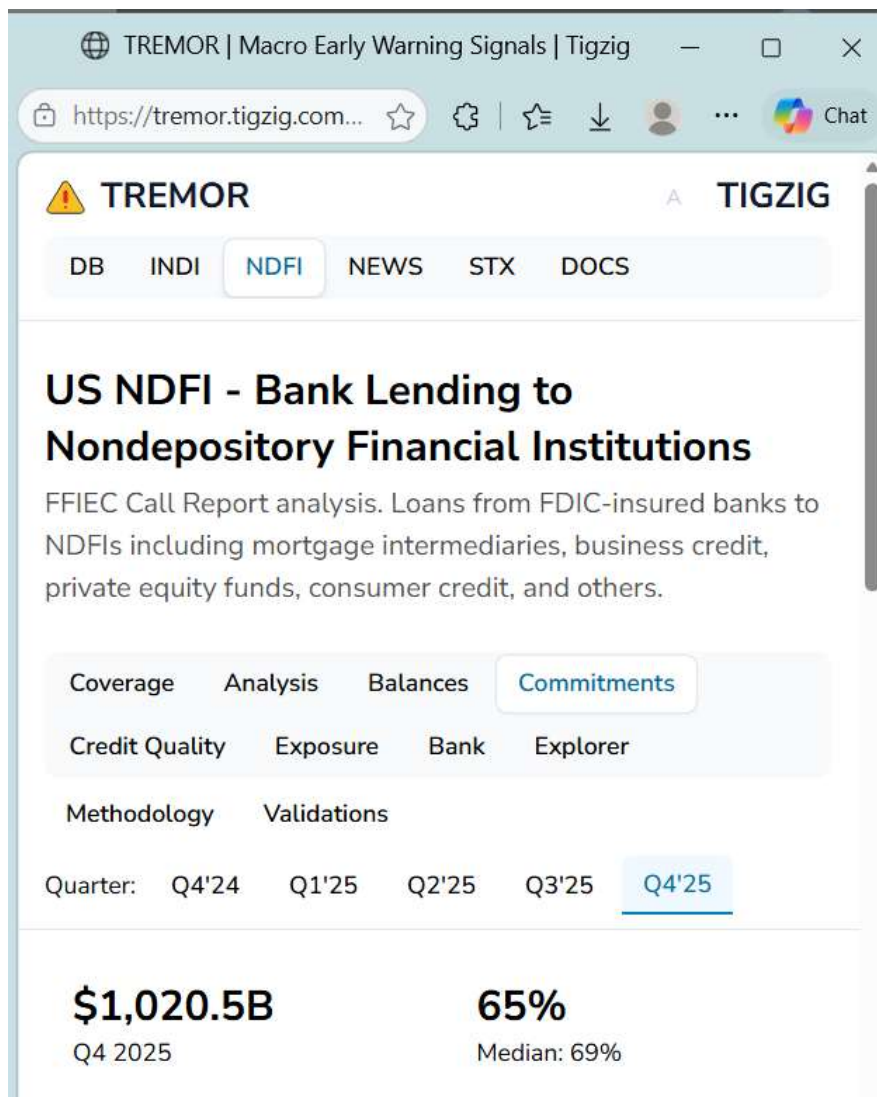 TREMOR | Macro Early Warning Signals | Tigzig
https://tremor.tigzig.com... Chat
TREMOR A TIGZIG
DB INDI NDFI NEWS STX DOCS
US NDFI - Bank Lending to
Nondepository Financial Institutions
FFIEC Call Report analysis. Loans from FDIC-insured banks to
NDFIs including mortgage intermediaries, business credit,
private equity funds, consumer credit, and others.
Coverage Analysis Balances Commitments
Credit Quality Exposure Bank Explorer
Methodology Validations
Quarter: Q4'24 Q1'25 Q2'25 Q3'25 Q4'25
$1,020.5B 65%
Q4 2025 Median: 69%